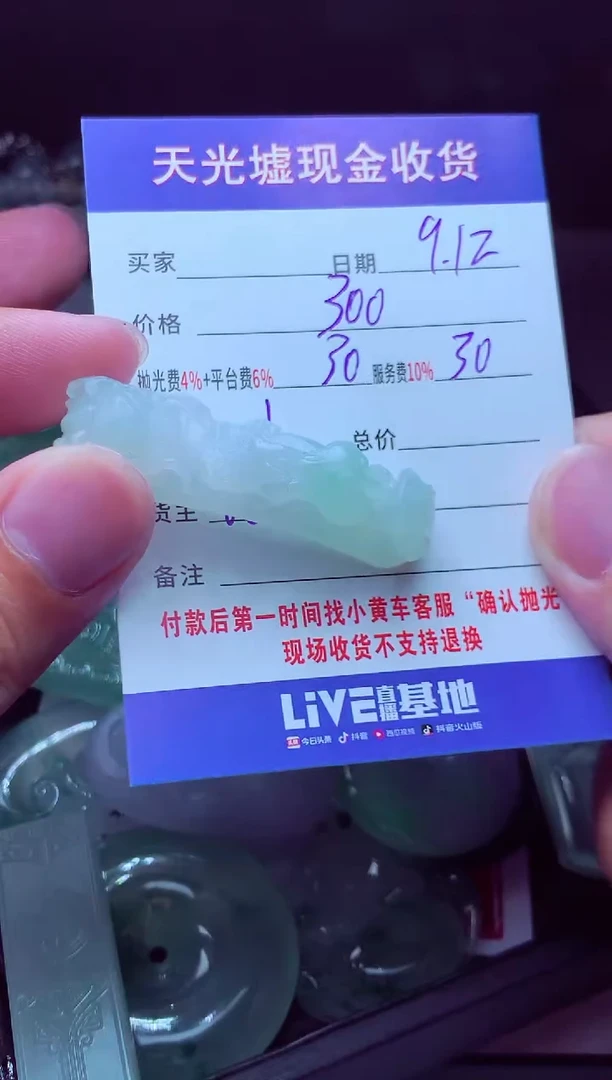 天光墟现金收货
买家 日期 9.12
价格 300
抛光费4%+平台费6% 30 服务费10% 30
总价
货主
备注
付款后第一时间找小黄车客服“确认抛光
现场收货不支持退换
LiVE直播基地
今日头条 抖音 西瓜视频 抖音火山版